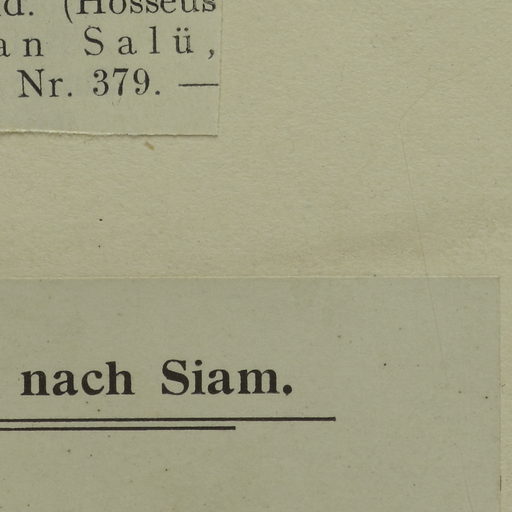 d. (Hosseus
an Salü,
Nr. 379. —
nach Siam.